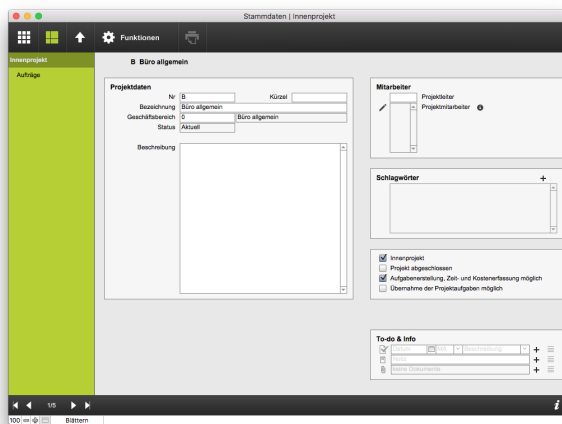 Stammdaten | Innenprojekt
Funktionen
Innenprojekt
Aufträge
B Büro allgemein
Projektdaten
Nr B Kürzel
Bezeichnung Büro allgemein
Geschäftsbereich 0 Büro allgemein
Status Aktuell
Beschreibung
Mitarbeiter
Projektleiter
Projektmitarbeiter
Schlagwörter +
Innenprojekt
Projekt abgeschlossen
Aufgabenerstellung, Zeit- und Kostenerfassung möglich
Übernahme der Projektaufgaben möglich
To-do & Info
Datum MA Beschreibung +
Notiz +
keine Dokumente +
1/5
i
100 Blättern